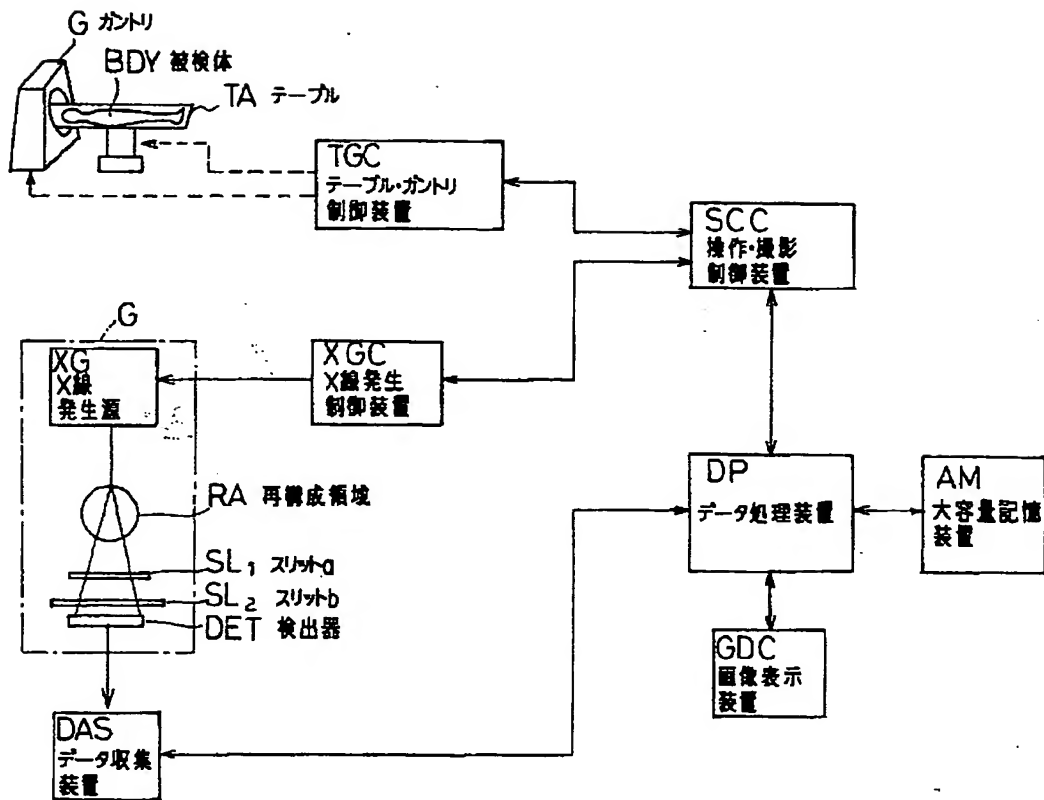 G ガントリ
BDY 被検体
TA テーブル
TGC
テーブル・ガントリ
制御装置
SCC
操作・撮影
制御装置
G
XG
X線
発生源
XGC
X線発生
制御装置
RA 再構成領域
DP
データ処理装置
AM
大容量記憶
装置
SL1 スリットa
SL2 スリットb
DET 検出器
GDC
画像表示
装置
DAS
データ収集
装置